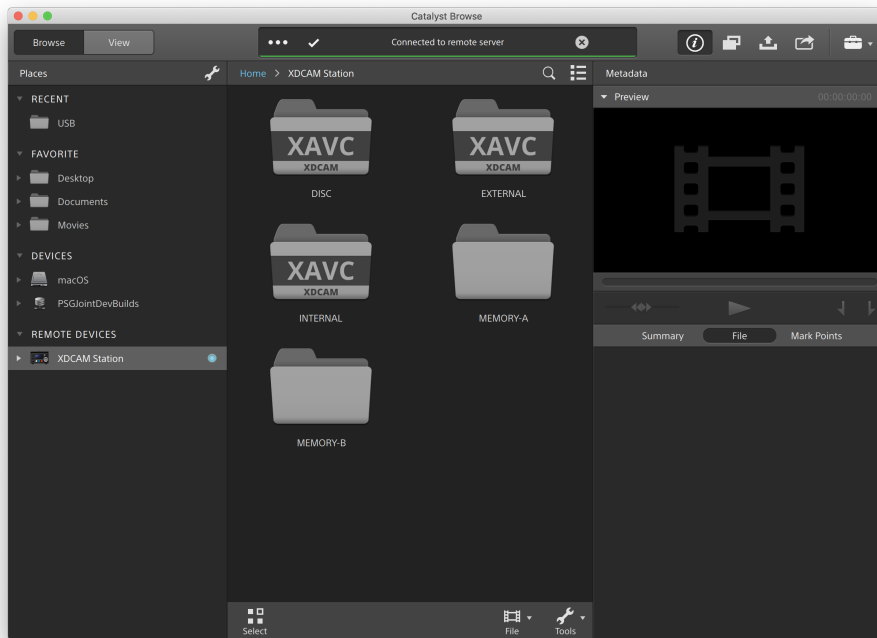 Catalyst Browse
Browse
View
Connected to remote server
Places
Home > XDCAM Station
Metadata
RECENT
USB
FAVORITE
Desktop
Documents
Movies
DEVICES
macOS
PSGJointDevBuilds
REMOTE DEVICES
XDCAM Station
XAVC
XDCAM
DISC
XAVC
XDCAM
EXTERNAL
XAVC
XDCAM
INTERNAL
MEMORY-A
MEMORY-B
Preview
00:00:00:00
Summary
File
Mark Points
Select
File
Tools